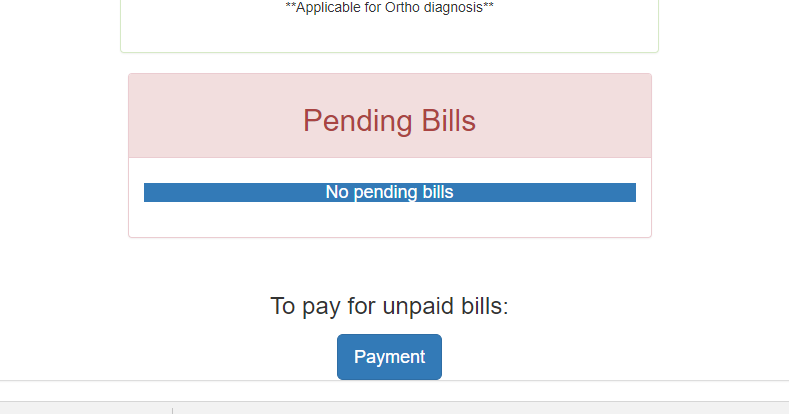 **Applicable for Ortho diagnosis**
Pending Bills
No pending bills
To pay for unpaid bills:
Payment